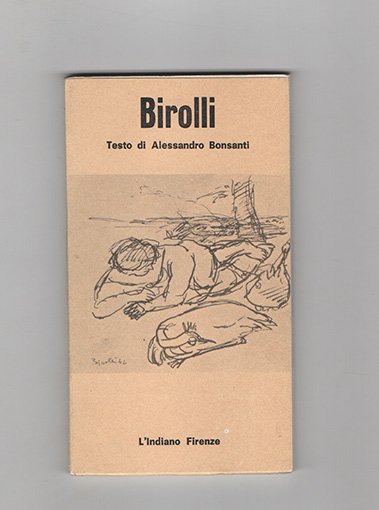 Birolli
Testo di Alessandro Bonsanti
L'Indiano Firenze